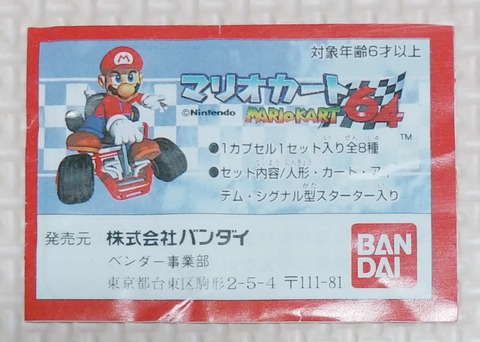 対象年齢6才以上
マリオカート64
©Nintendo MARIO KART
TM
●1カプセル1セット入り全8種
●セット内容/人形・カート・アイ
テム・シグナル型スターター入り
発売元 株式会社バンダイ
ベンダー事業部
東京都台東区駒形2-5-4 〒111-81
BAN
DAI